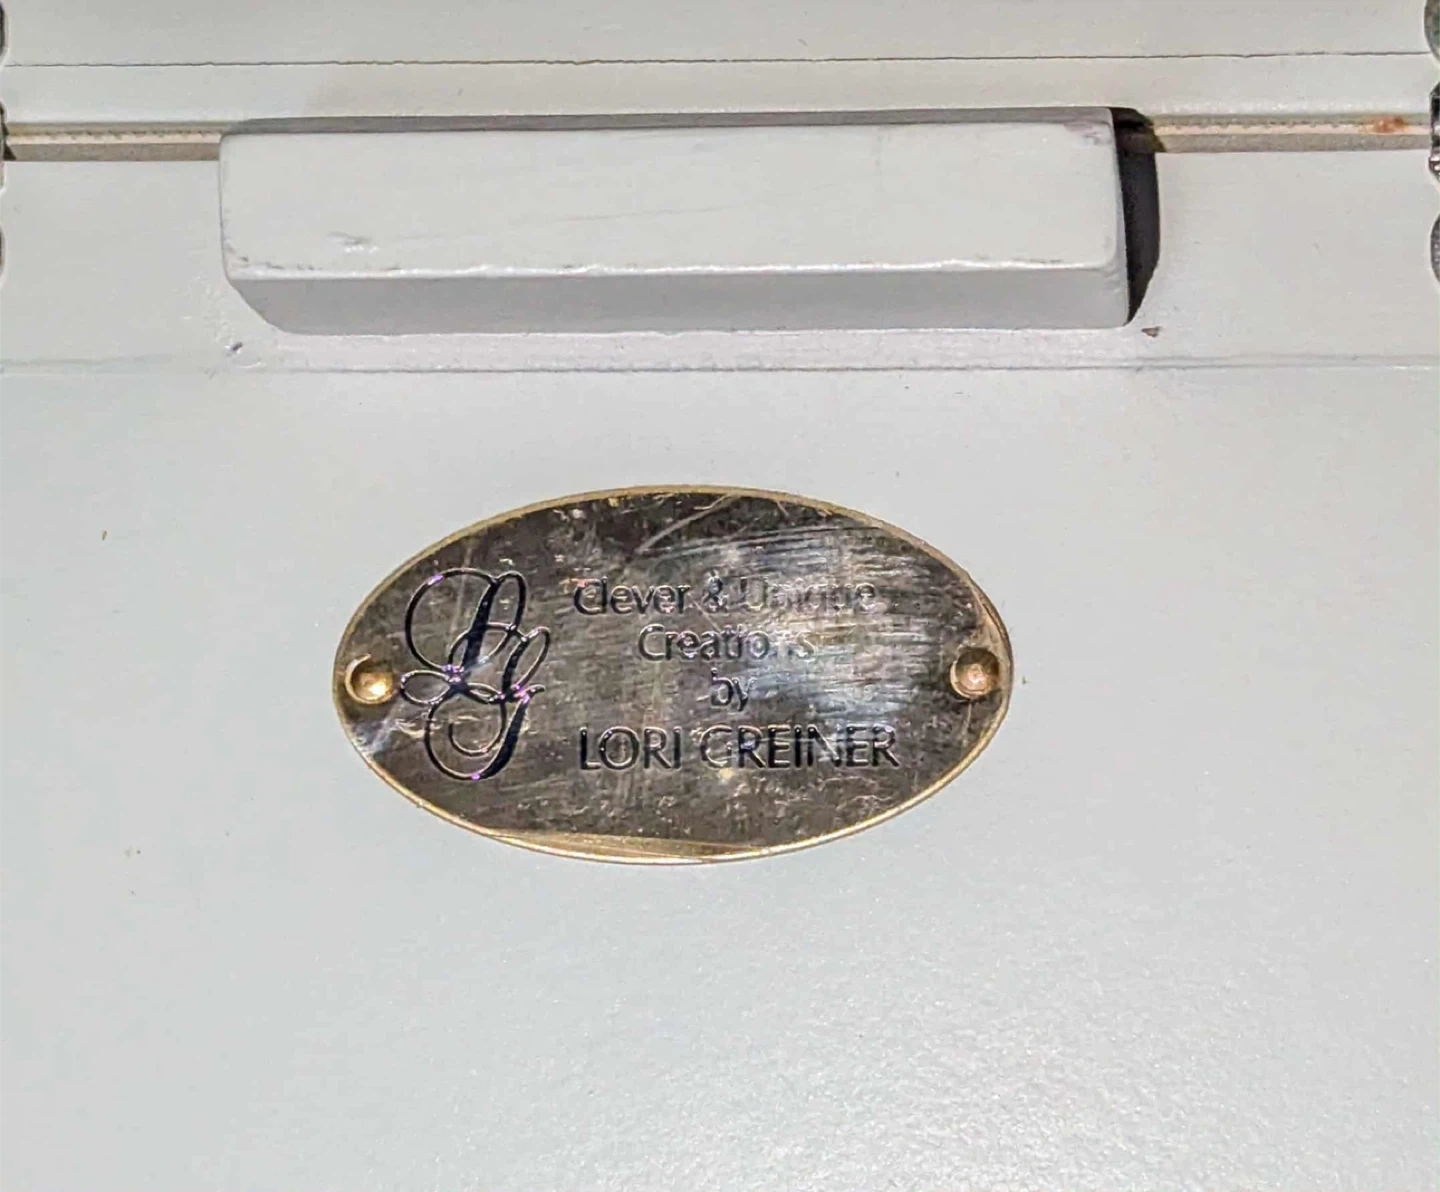 LG
Clever & Unique
Creations
by
LORI GREINER